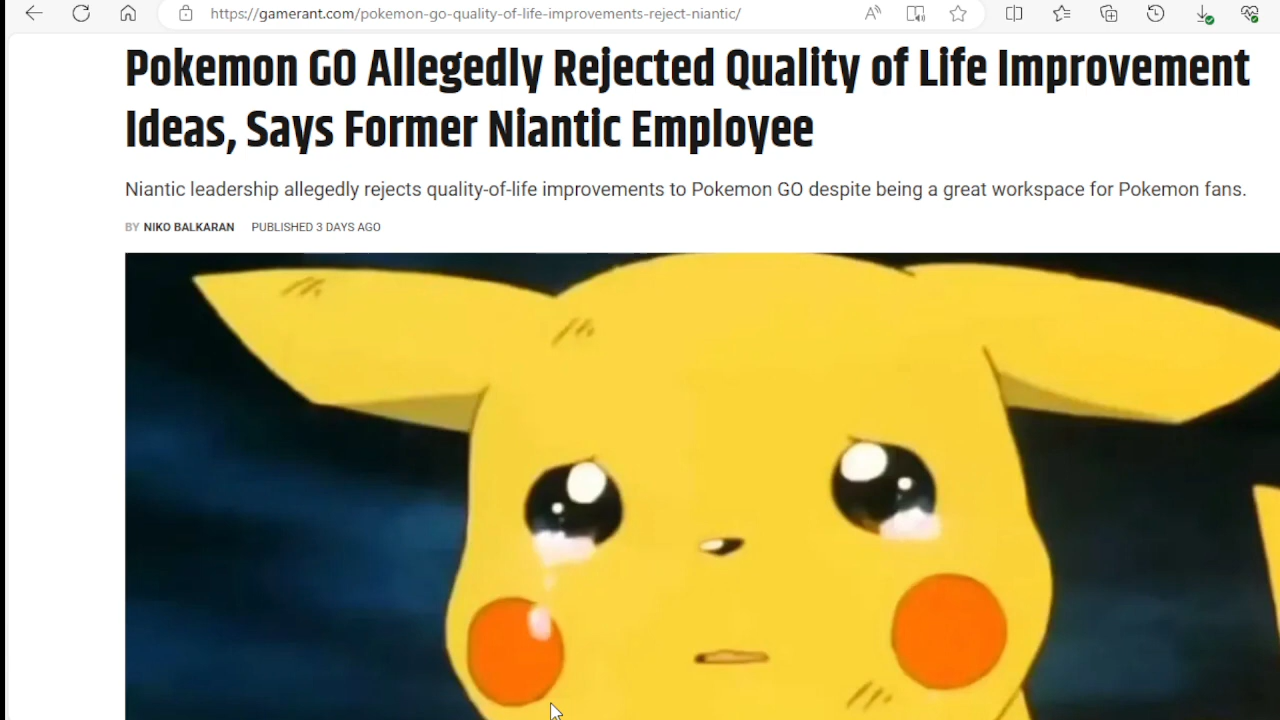 https://gamerant.com/pokemon-go-quality-of-life-improvements-reject-niantic/
Pokemon GO Allegedly Rejected Quality of Life Improvement
Ideas, Says Former Niantic Employee
Niantic leadership allegedly rejects quality-of-life improvements to Pokemon GO despite being a great workspace for Pokemon fans.
BY NIKO BALKARAN PUBLISHED 3 DAYS AGO